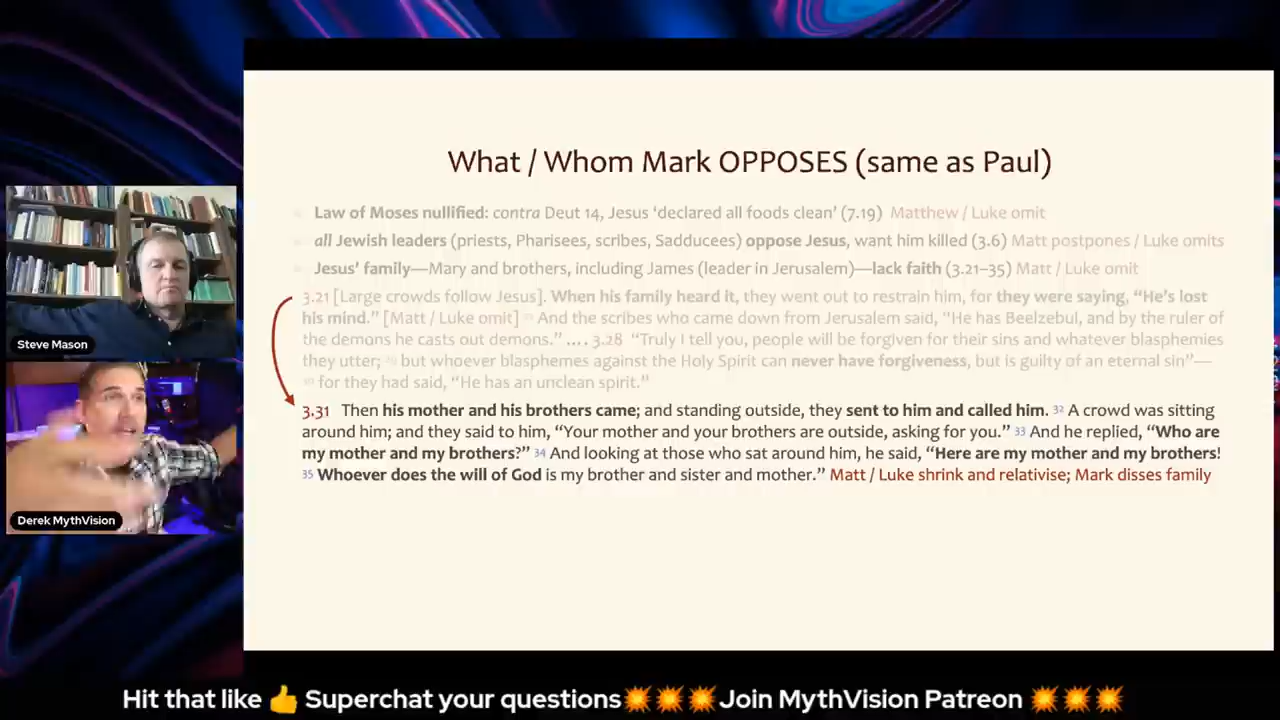 What / Whom Mark OPPOSES (same as Paul)
Law of Moses nullified: contra Deut 14, Jesus ‘declared all foods clean’ (7.19) Matthew / Luke omit
all Jewish leaders (priests, Pharisees, scribes, Sadducees) oppose Jesus, want him killed (3.6) Matt postpones / Luke omits
Jesus’ family—Mary and brothers, including James (leader in Jerusalem)—lack faith (3.21–35) Matt / Luke omit
3.21 [Large crowds follow Jesus]. When his family heard it, they went out to restrain him, for they were saying, “He’s lost
his mind.” [Matt / Luke omit] And the scribes who came down from Jerusalem said, “He has Beelzebul, and by the ruler of
the demons he casts out demons.” …. 3.28 “Truly I tell you, people will be forgiven for their sins and whatever blasphemies
they utter; but whoever blasphemes against the Holy Spirit can never have forgiveness, but is guilty of an eternal sin”—
for they had said, “He has an unclean spirit.”
3.31 Then his mother and his brothers came; and standing outside, they sent to him and called him. 32 A crowd was sitting
around him; and they said to him, “Your mother and your brothers are outside, asking for you.” 33 And he replied, “Who are
my mother and my brothers?” 34 And looking at those who sat around him, he said, “Here are my mother and my brothers!
35 Whoever does the will of God is my brother and sister and mother.” Matt / Luke shrink and relativise; Mark disses family
Steve Mason
Derek MythVision
Hit that like 👍 Superchat your questions💥💥💥Join MythVision Patreon 💥💥💥